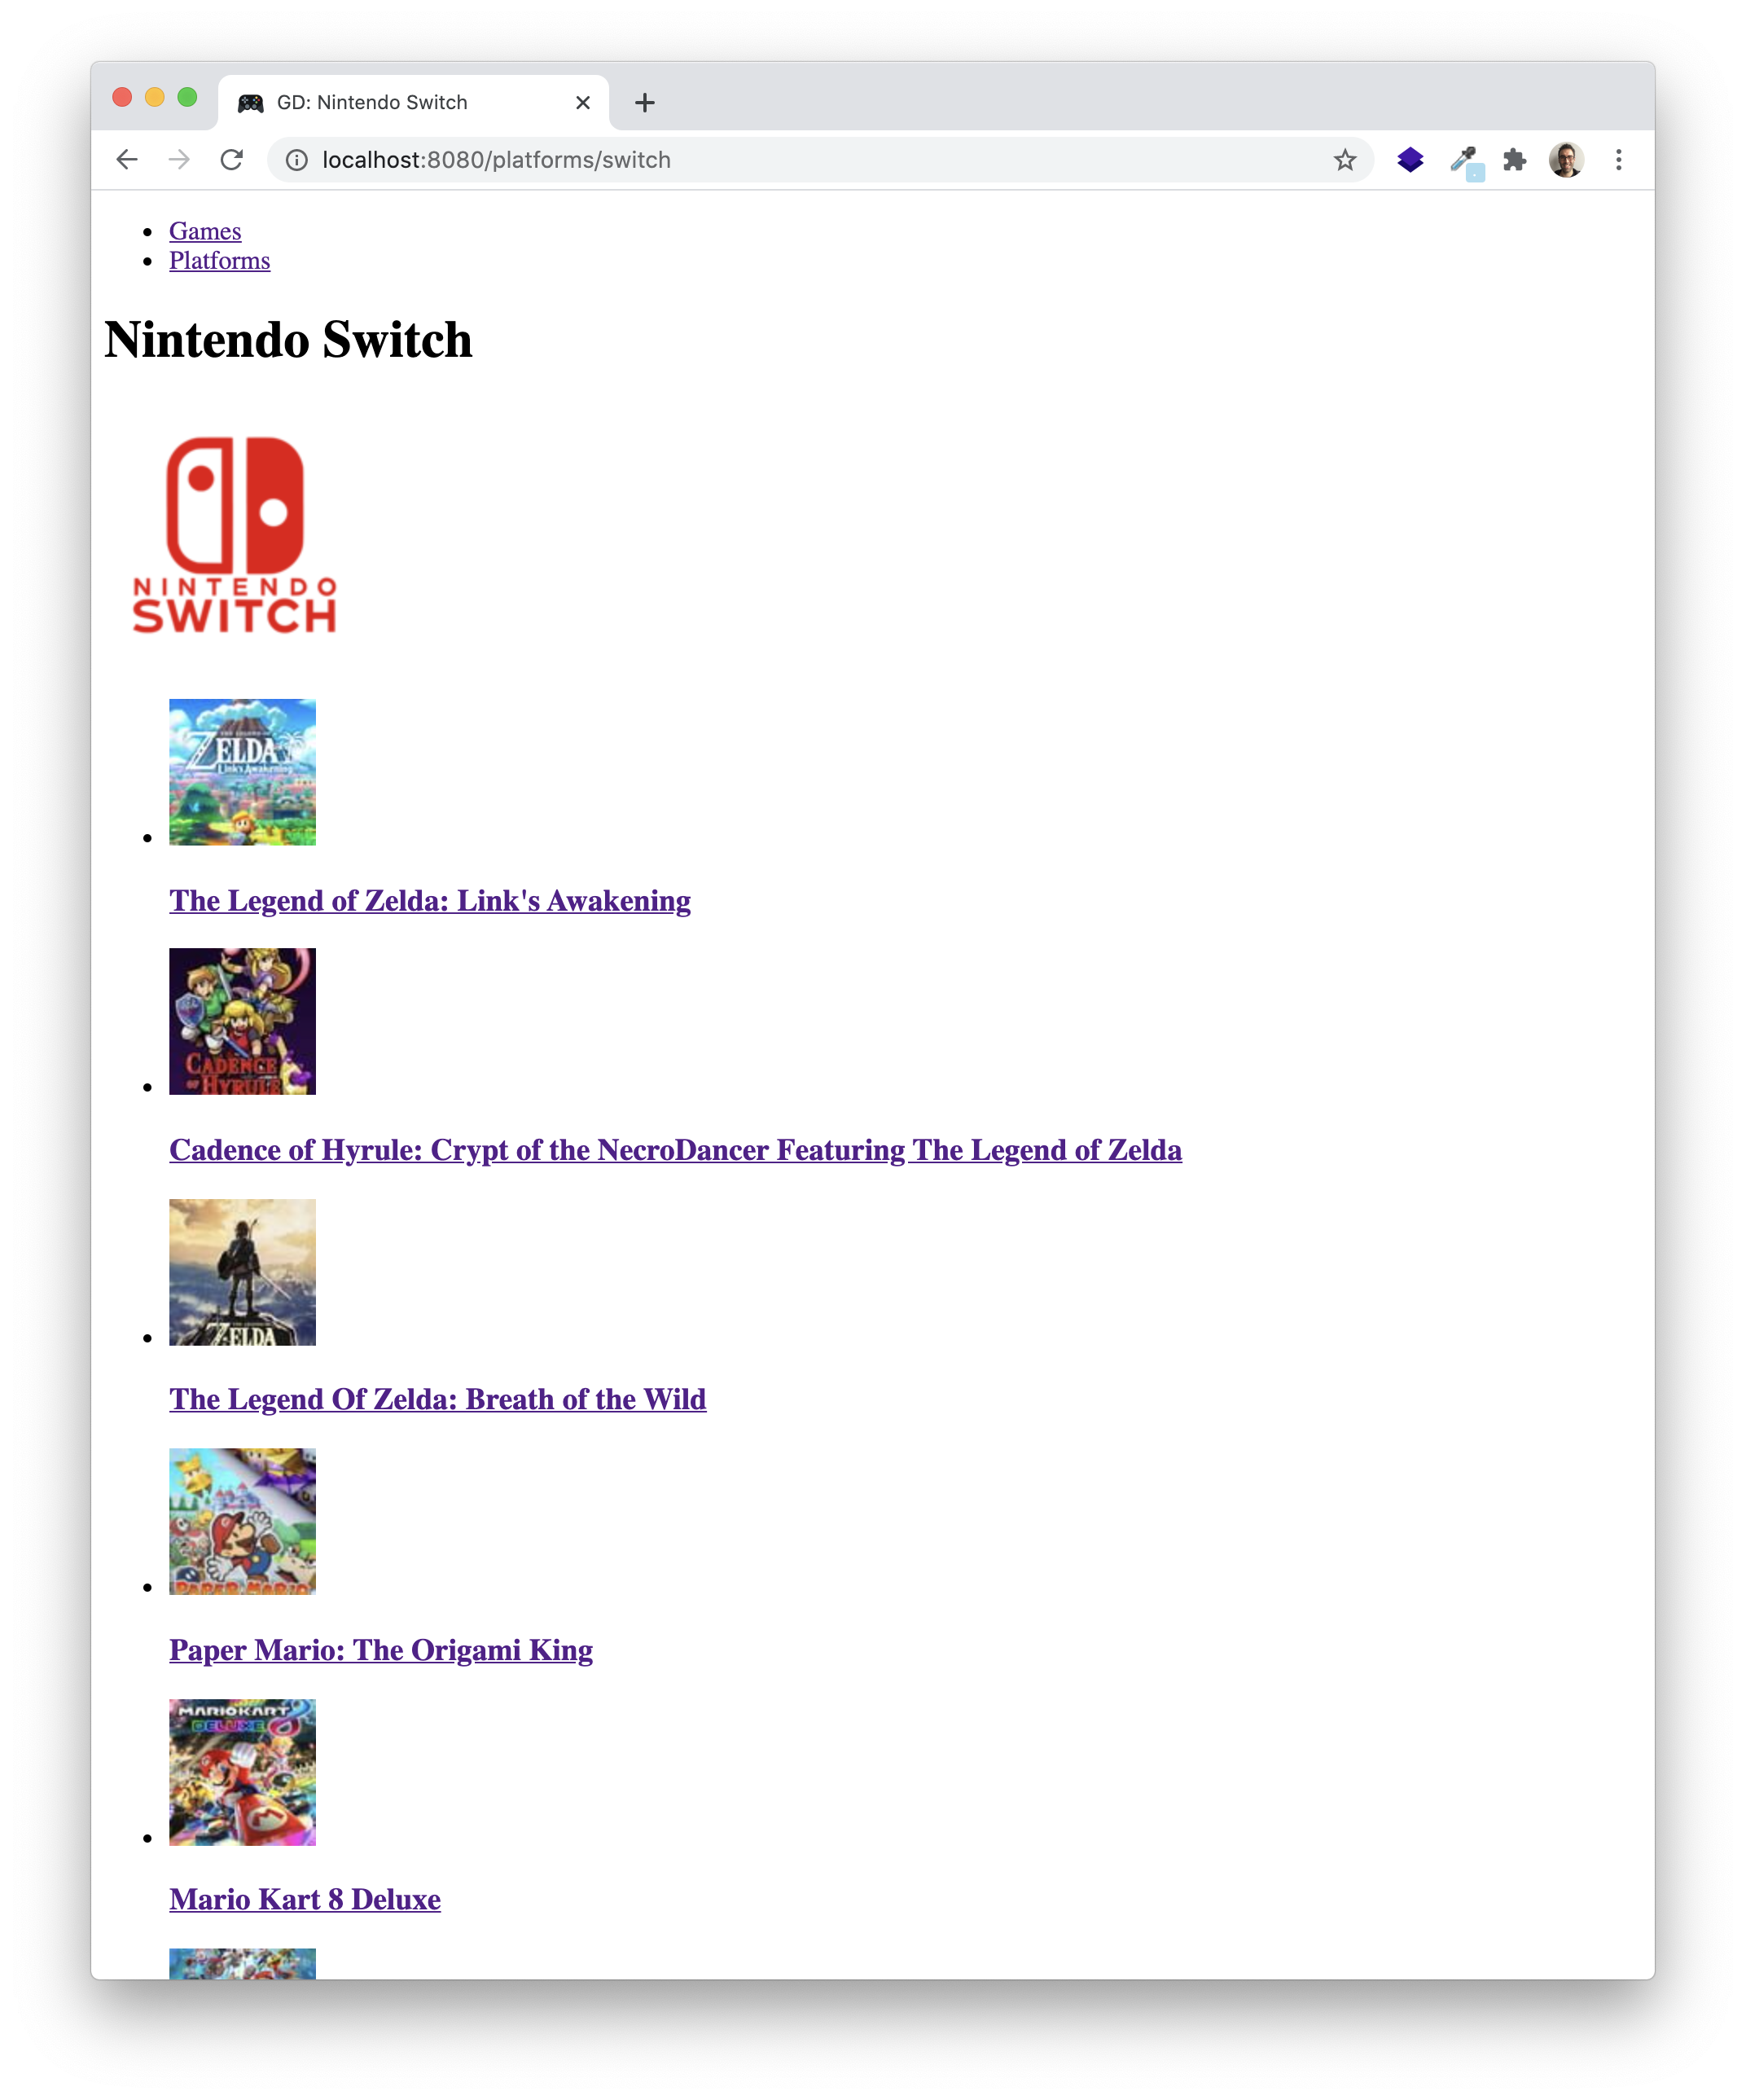 GD: Nintendo Switch
localhost:8080/platforms/switch
Games
Platforms
Nintendo Switch
NINTENDO
SWITCH
THE LEGEND OF
ZELDA
Link's Awakening
The Legend of Zelda: Link's Awakening
CADENCE
OF HYRULE
Cadence of Hyrule: Crypt of the NecroDancer Featuring The Legend of Zelda
ZELDA
The Legend Of Zelda: Breath of the Wild
PAPER MARIO
Paper Mario: The Origami King
MARIOKART 8
DELUXE
M
Mario Kart 8 Deluxe